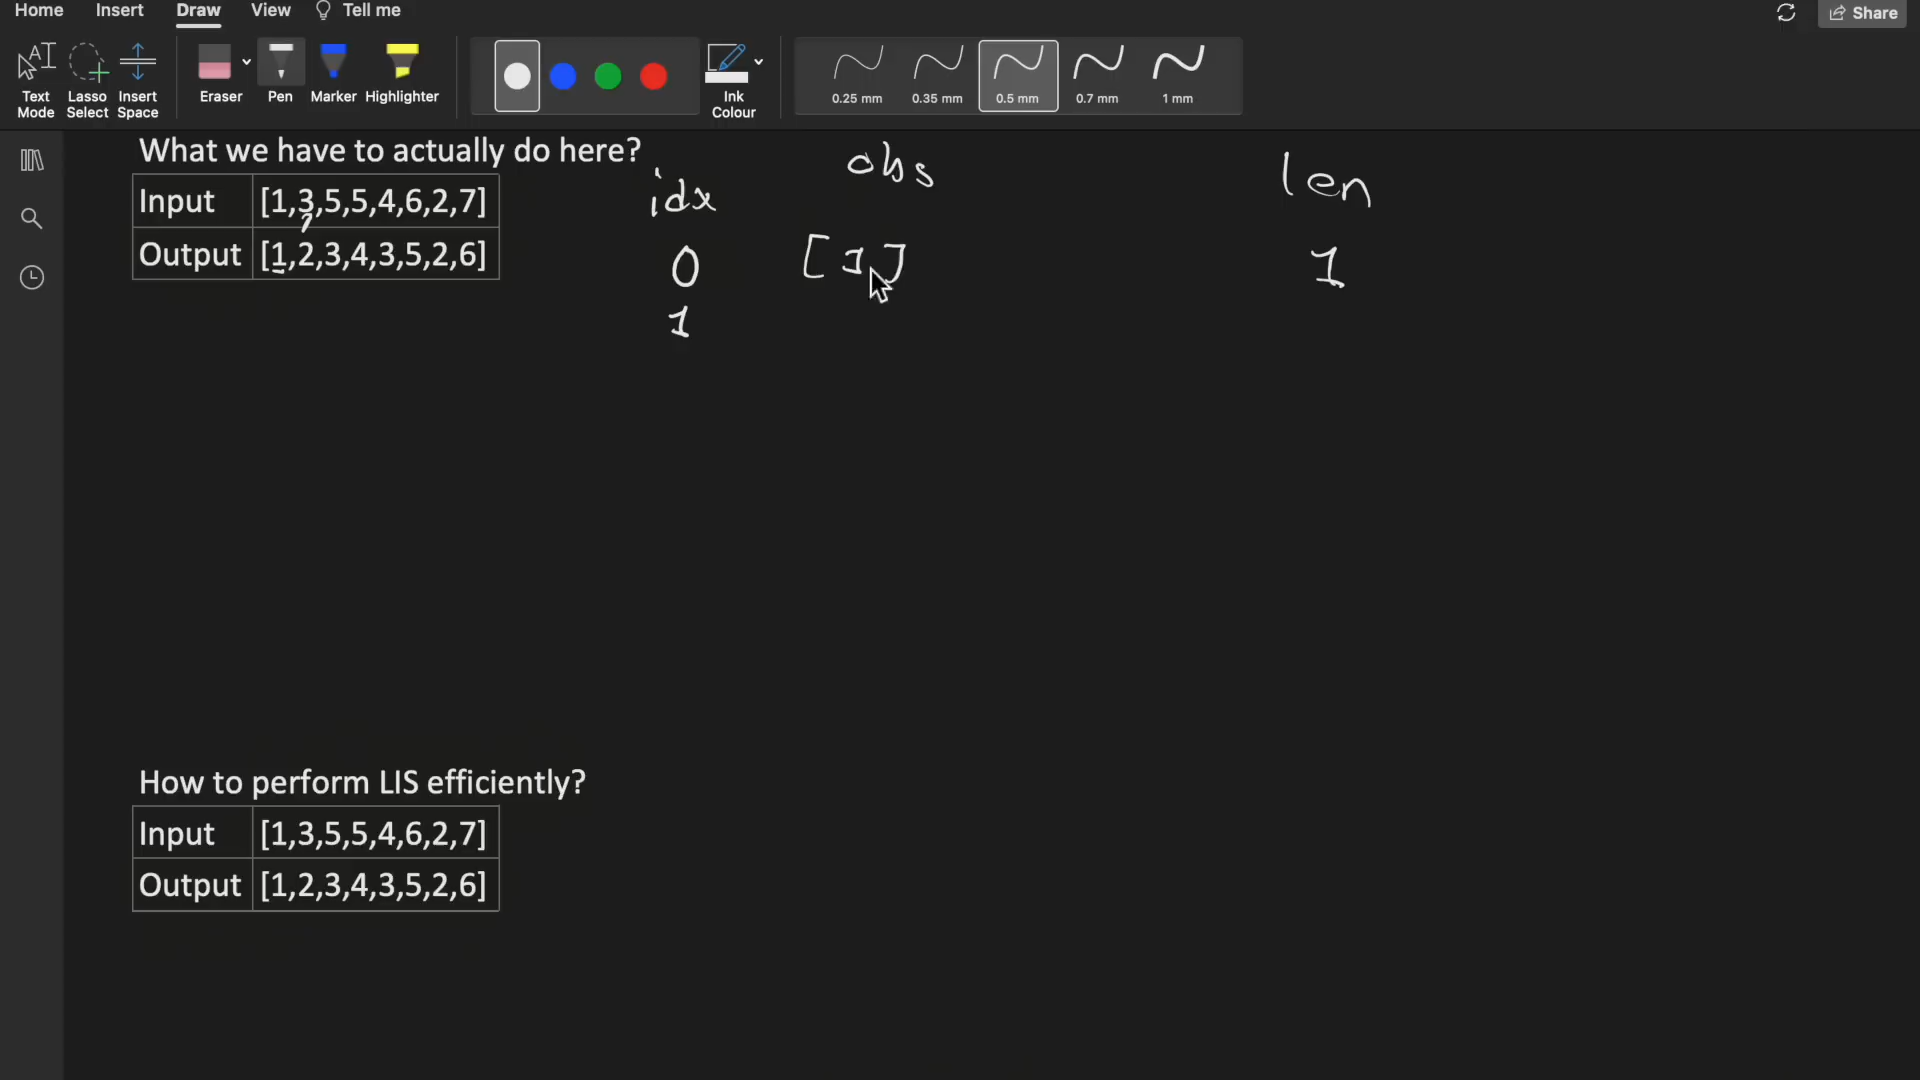 Home Insert Draw View Tell me Share
Text Mode Lasso Select Insert Space Eraser Pen Marker Highlighter Ink Colour 0.25 mm 0.35 mm 0.5 mm 0.7 mm 1 mm
What we have to actually do here?
Input [1,3,5,5,4,6,2,7]
Output [1,2,3,4,3,5,2,6]
idx obs len
0 [1] 1
1
How to perform LIS efficiently?
Input [1,3,5,5,4,6,2,7]
Output [1,2,3,4,3,5,2,6]